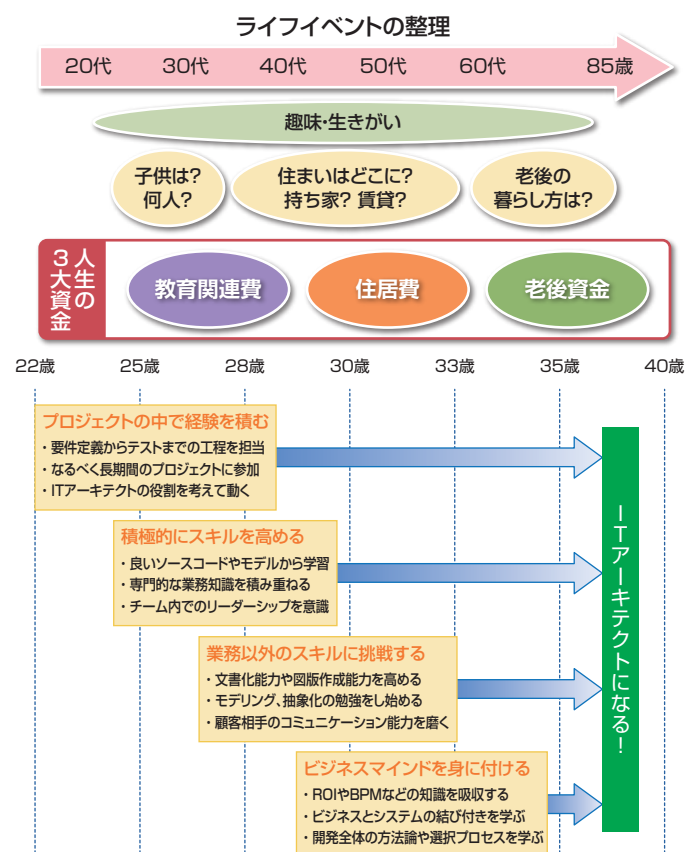 ライフイベントの整理
20代 30代 40代 50代 60代 85歳
趣味・生きがい
子供は?
何人?
住まいはどこに?
持ち家? 賃貸?
老後の
暮らし方は?
人生の
3大資金
教育関連費
住居費
老後資金
22歳 25歳 28歳 30歳 33歳 35歳 40歳
プロジェクトの中で経験を積む
・要件定義からテストまでの工程を担当
・なるべく長期間のプロジェクトに参加
・ITアーキテクトの役割を考えて動く
積極的にスキルを高める
・良いソースコードやモデルから学習
・専門的な業務知識を積み重ねる
・チーム内でのリーダーシップを意識
業務以外のスキルに挑戦する
・文書化能力や図版作成能力を高める
・モデリング、抽象化の勉強をし始める
・顧客相手のコミュニケーション能力を磨く
ビジネスマインドを身に付ける
・ROIやBPMなどの知識を吸収する
・ビジネスとシステムの結び付きを学ぶ
・開発全体の方法論や選択プロセスを学ぶ
ITアーキテクトになる!